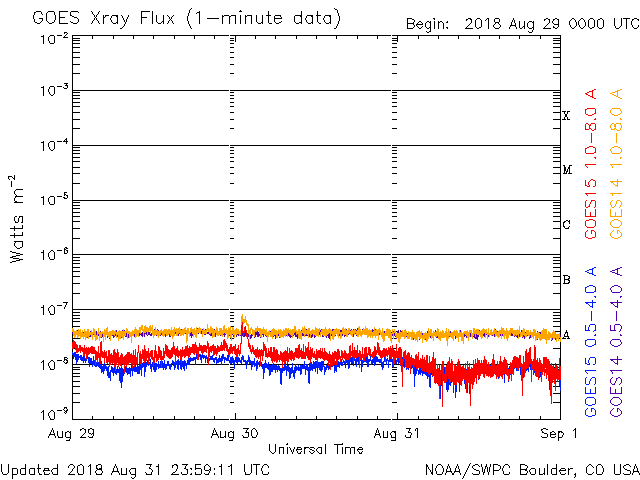 GOES Xray Flux (1-minute data)
Begin: 2018 Aug 29 0000 UTC
10⁻²
10⁻³
10⁻⁴
10⁻⁵
10⁻⁶
10⁻⁷
10⁻⁸
10⁻⁹
Watts m⁻²
X
M
C
B
A
GOES15 1.0-8.0 A
GOES14 1.0-8.0 A
GOES15 0.5-4.0 A
GOES14 0.5-4.0 A
Aug 29 Aug 30 Aug 31 Sep 1
Universal Time
Updated 2018 Aug 31 23:59:11 UTC
NOAA/SWPC Boulder, CO USA